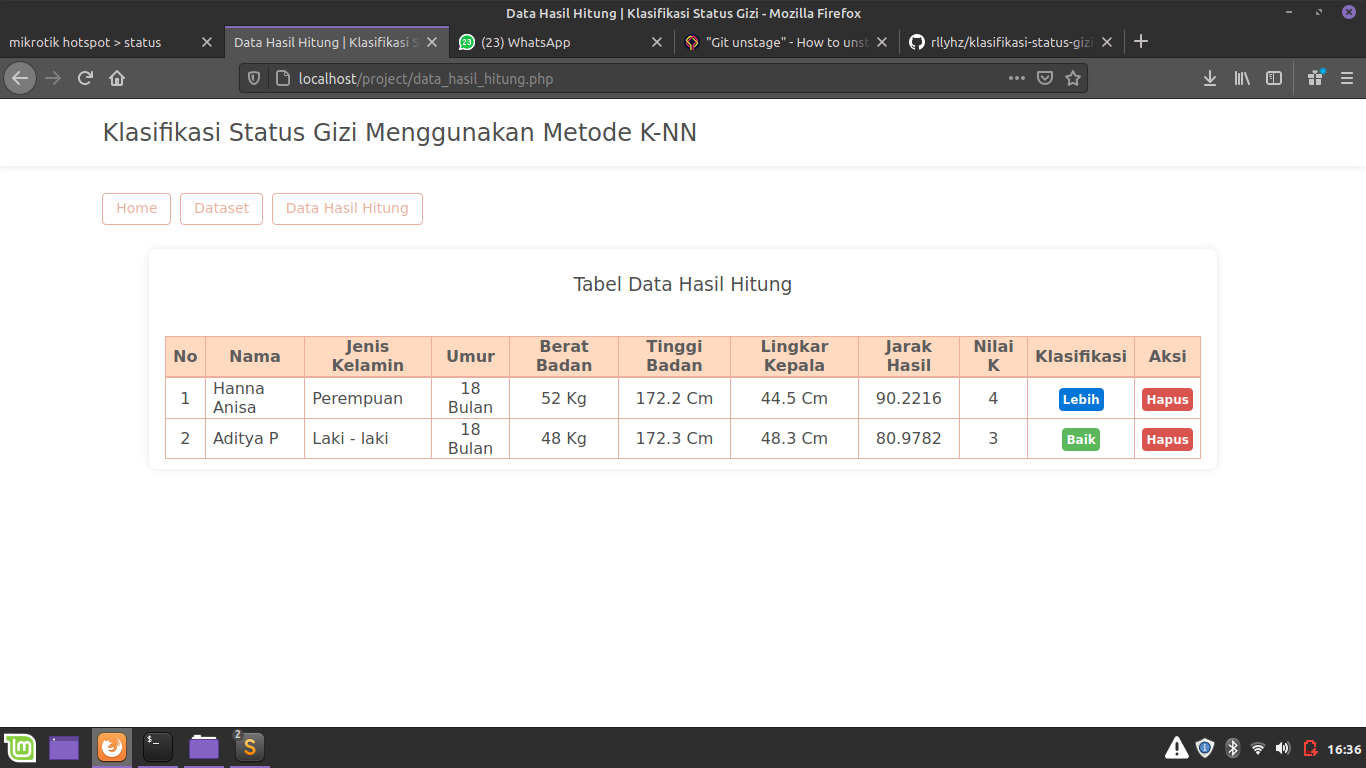 Data Hasil Hitung | Klasifikasi Status Gizi - Mozilla Firefox
mikrotik hotspot > status
Data Hasil Hitung | Klasifikasi S
23
(23) WhatsApp
"Git unstage" - How to unst
rllyhz/klasifikasi-status-gizi
localhost/project/data_hasil_hitung.php
Klasifikasi Status Gizi Menggunakan Metode K-NN
Home Dataset Data Hasil Hitung
Tabel Data Hasil Hitung
No Nama Jenis Kelamin Umur Berat Badan Tinggi Badan Lingkar Kepala Jarak Hasil Nilai K Klasifikasi Aksi
1 Hanna Anisa Perempuan 18 Bulan 52 Kg 172.2 Cm 44.5 Cm 90.2216 4 Lebih Hapus
2 Aditya P Laki - laki 18 Bulan 48 Kg 172.3 Cm 48.3 Cm 80.9782 3 Baik Hapus
$_
2
S
16:36